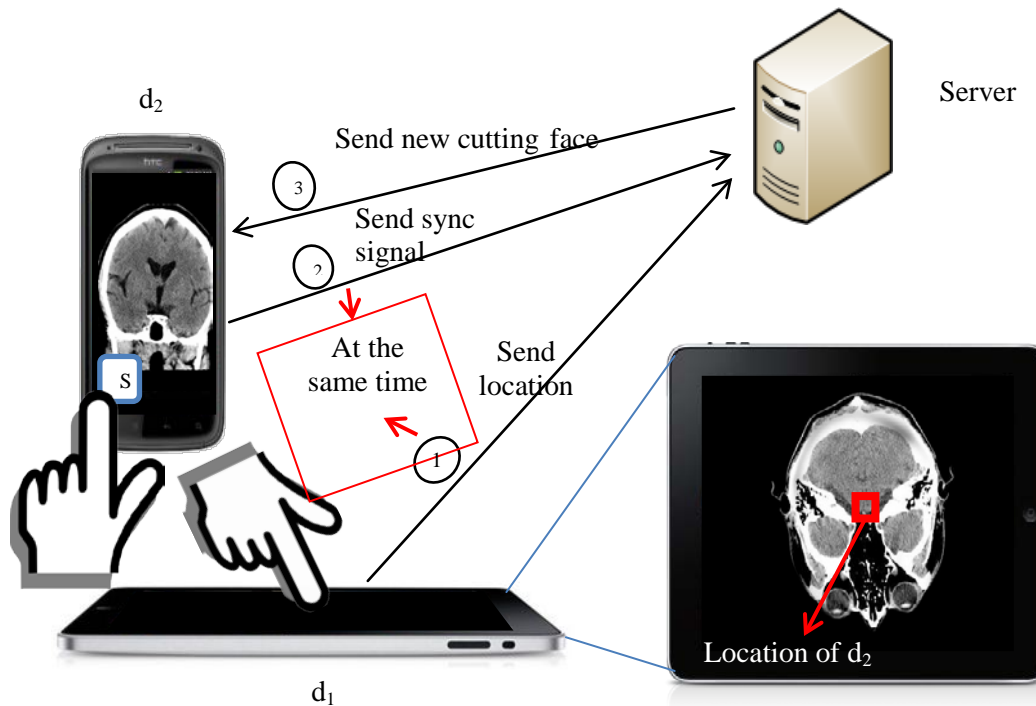 d₂
Server
Send new cutting face
3
Send sync
signal
2
htc
At the
same time
Send
location
1
S
Location of d₂
d₁